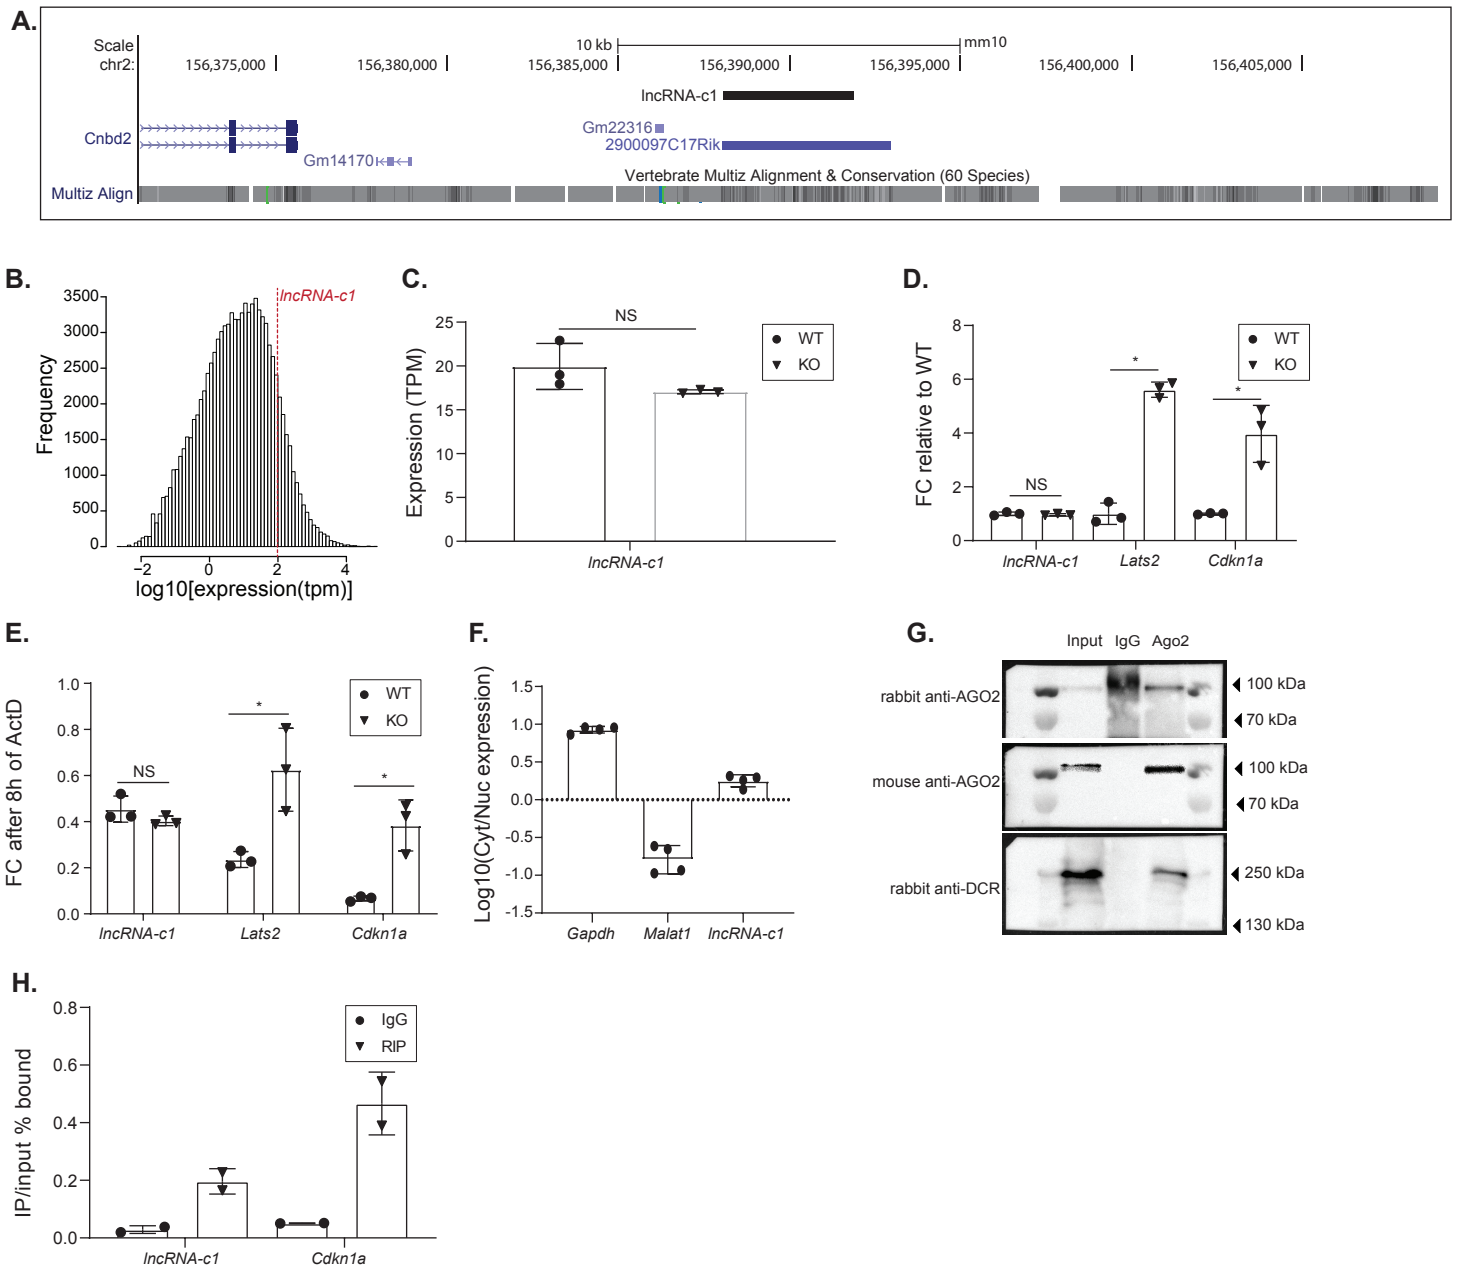 A.
Scale 10 kb mm10
chr2: 156,375,000 156,380,000 156,385,000 156,390,000 156,395,000 156,400,000 156,405,000
lncRNA-c1
Gm22316
Cnbd2
2900097C17Rik
Gm14170
Vertebrate Multiz Alignment & Conservation (60 Species)
Multiz Align
B.
3500
3000
2500
2000
1500
1000
500
0
Frequency
lncRNA-c1
−2 0 2 4
log10[expression(tpm)]
C.
25
20
15
10
5
0
Expression (TPM)
NS
WT
KO
lncRNA-c1
D.
8
6
4
2
0
FC relative to WT
NS
*
*
WT
KO
lncRNA-c1 Lats2 Cdkn1a
E.
1.0
0.8
0.6
0.4
0.2
0.0
FC after 8h of ActD
NS
*
*
WT
KO
lncRNA-c1 Lats2 Cdkn1a
F.
1.5
1.0
0.5
0.0
-0.5
-1.0
-1.5
Log10(Cyt/Nuc expression)
Gapdh Malat1 lncRNA-c1
G.
Input IgG Ago2
rabbit anti-AGO2
100 kDa
70 kDa
mouse anti-AGO2
100 kDa
70 kDa
rabbit anti-DCR
250 kDa
130 kDa
H.
0.8
0.6
0.4
0.2
0.0
IP/input % bound
IgG
RIP
lncRNA-c1 Cdkn1a